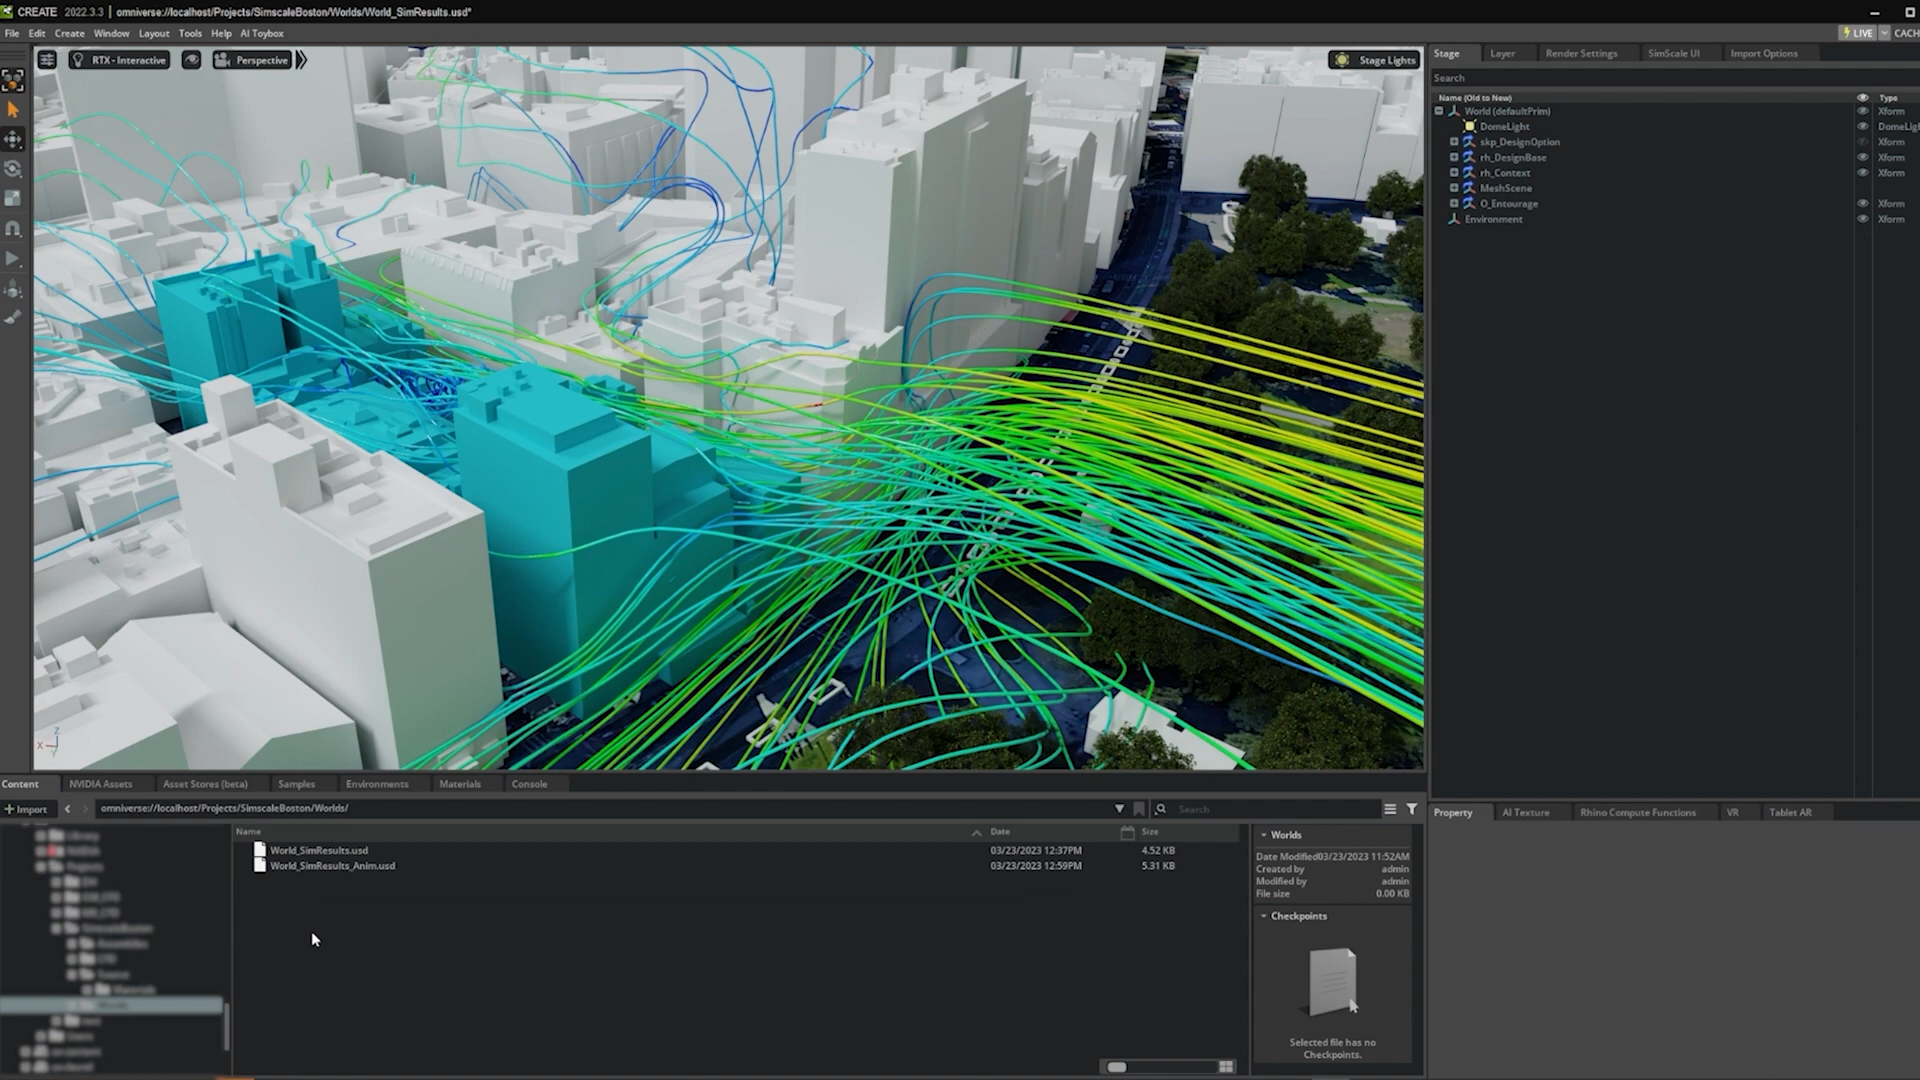 CREATE 2022.3.3 | omniverse://localhost/Projects/SimscaleBoston/Worlds/World_SimResults.usd*
File Edit Create Window Layout Tools Help AI Toybox
LIVE CACH
RTX - Interactive Perspective Stage Lights
Stage Layer Render Settings SimScale UI Import Options
Search
Name (Old to New) Type
World (defaultPrim) Xform
DomeLight DomeLigh
skp_DesignOption Xform
rh_DesignBase Xform
rh_Context Xform
MeshScene
O_Entourage Xform
Environment Xform
Z
X
Y
Content NVIDIA Assets Asset Stores (beta) Samples Environments Materials Console
Import omniverse://localhost/Projects/SimscaleBoston/Worlds/ Search
Name Date Size
World_SimResults.usd 03/23/2023 12:37PM 4.52 KB
World_SimResults_Anim.usd 03/23/2023 12:59PM 5.31 KB
Worlds
Date Modified03/23/2023 11:52AM
Created by admin
Modified by admin
File size 0.00 KB
Checkpoints
Selected file has no
Checkpoints.
Property AI Texture Rhino Compute Functions VR Tablet AR